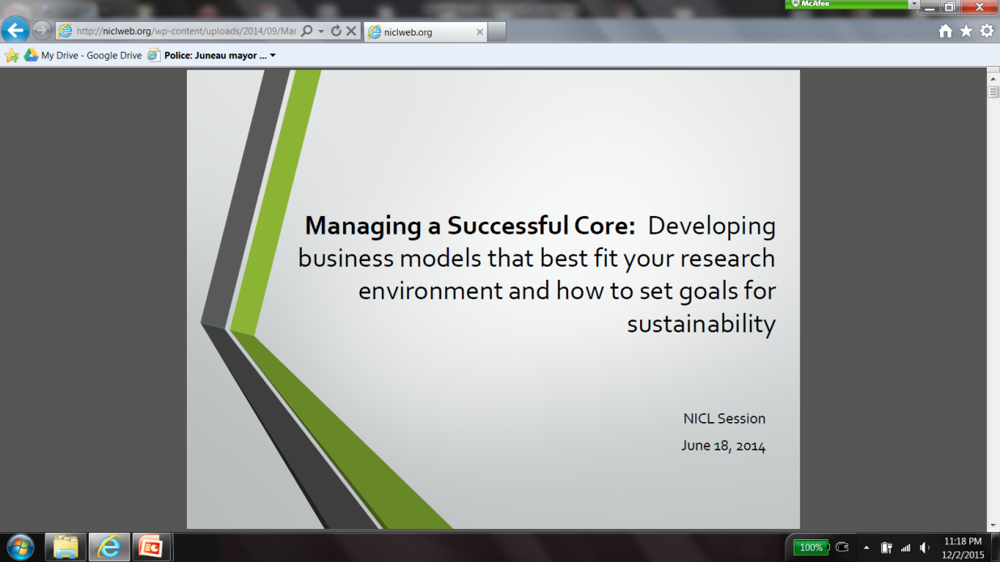 McAfee
http://niclweb.org/wp-content/uploads/2014/09/Mar
niclweb.org
My Drive - Google Drive
Police: Juneau mayor ...
Managing a Successful Core: Developing
business models that best fit your research
environment and how to set goals for
sustainability
NICL Session
June 18, 2014
100%
11:18 PM
12/2/2015